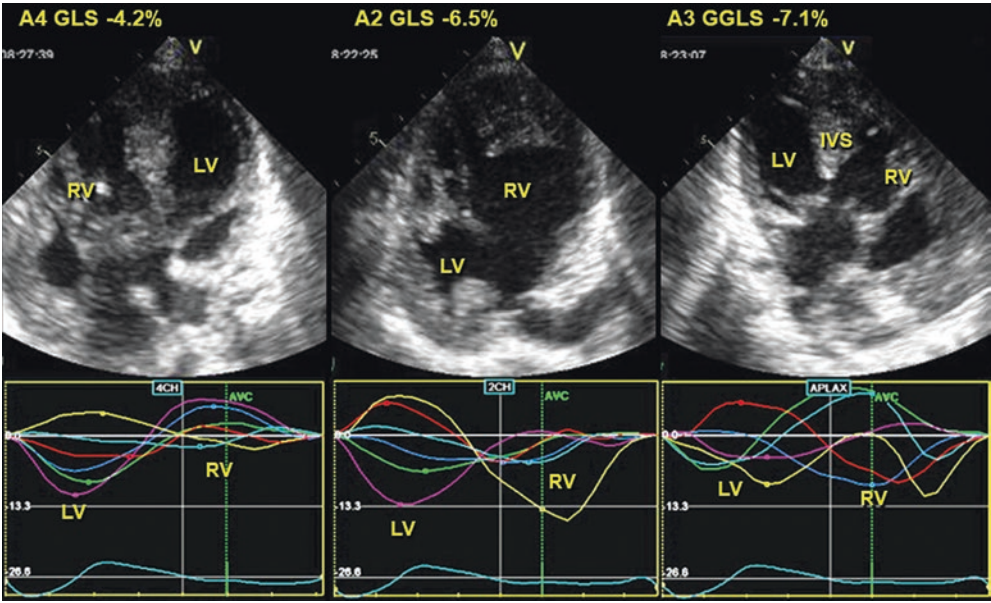 A4 GLS -4.2%
V
08:27:39
5
RV
LV
4CH
AVC
0.0
RV
LV
-13.3
-26.6
A2 GLS -6.5%
V
8:22:25
5
RV
LV
2CH
AVC
0.0
RV
LV
-13.3
-26.6
A3 GGLS -7.1%
V
8:23:07
5
IVS
LV
RV
APLAX
AVC
0.0
LV
RV
-13.3
-26.6